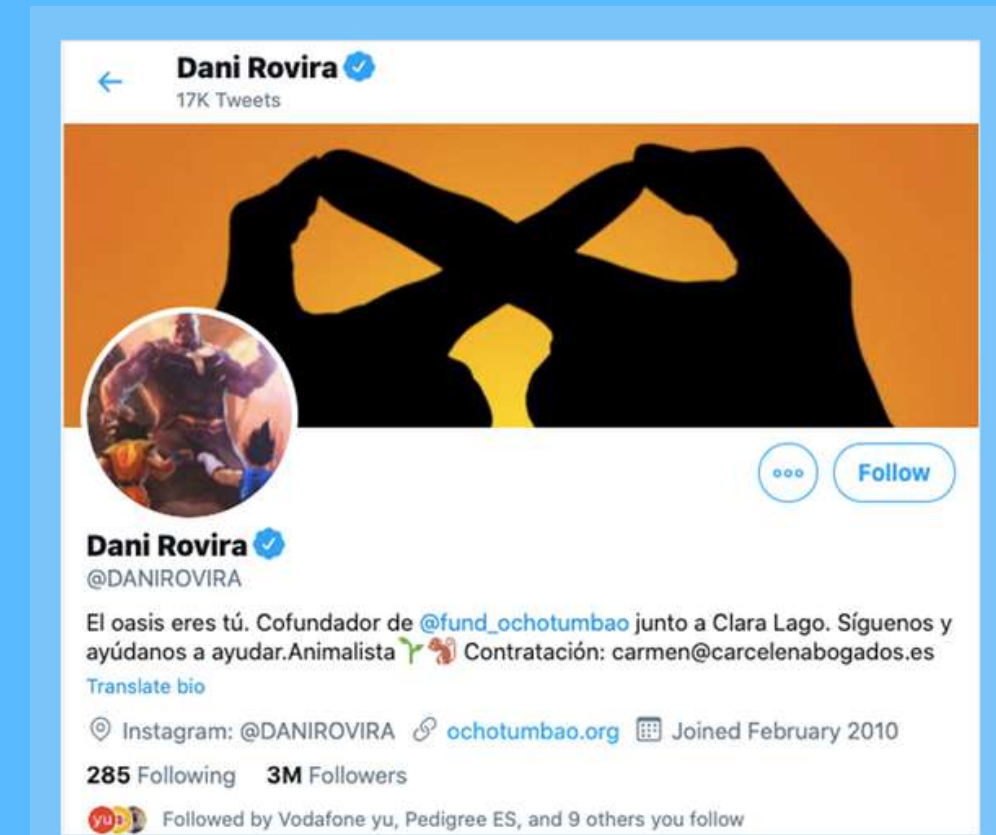 Dani Rovira
17K Tweets
Follow
Dani Rovira
@DANIROVIRA
El oasis eres tú. Cofundador de @fund_ochotumbao junto a Clara Lago. Síguenos y
ayúdanos a ayudar.Animalista🌱🐿️ Contratación: carmen@carcelenabogados.es
Translate bio
Instagram: @DANIROVIRA ochotumbao.org Joined February 2010
285 Following 3M Followers
yu Followed by Vodafone yu, Pedigree ES, and 9 others you follow